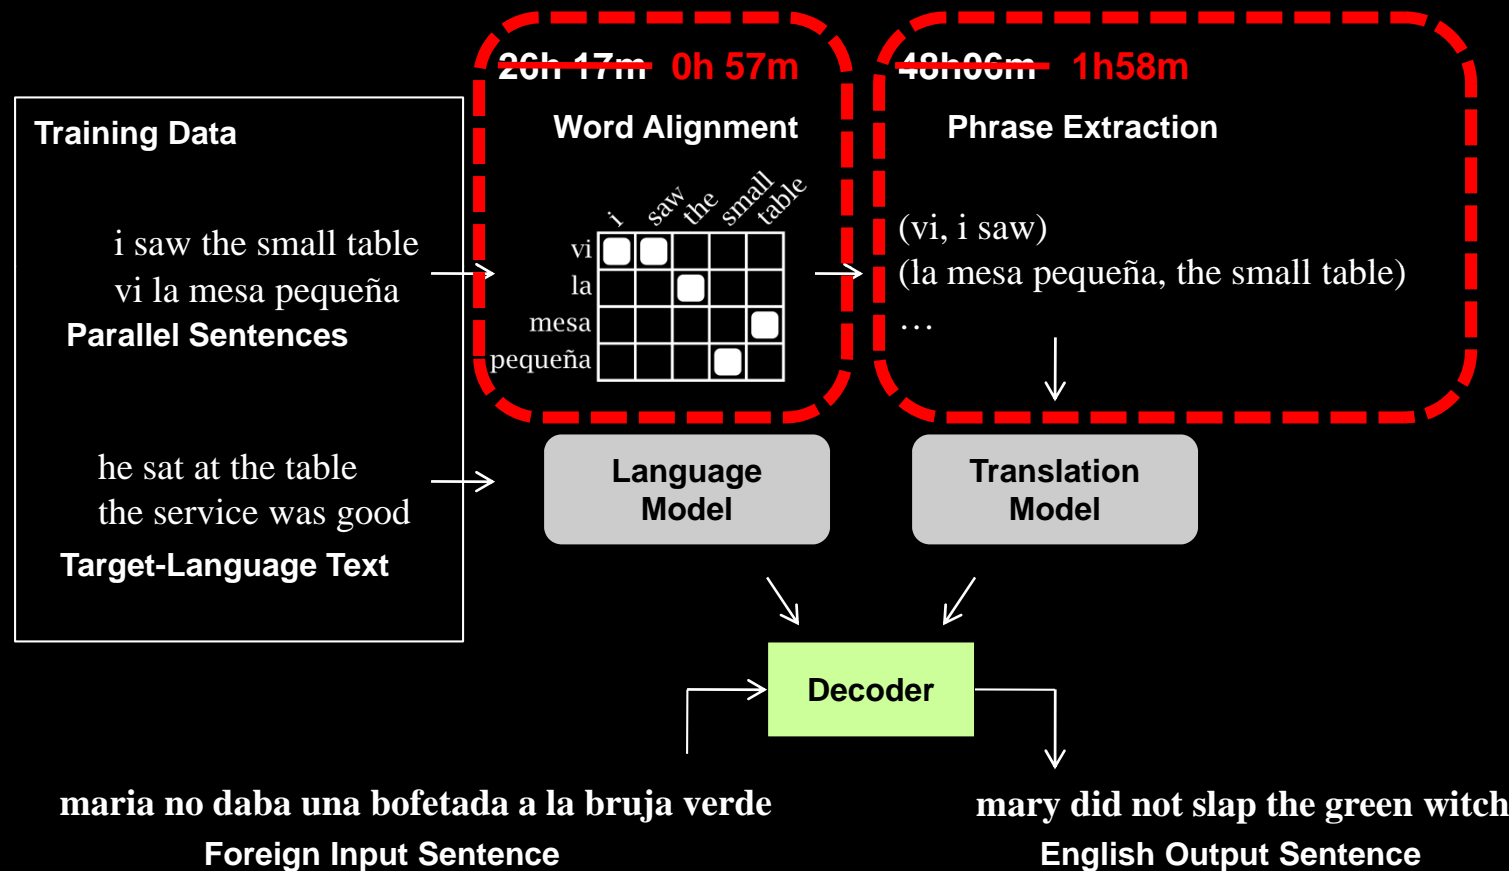 26h 17m 0h 57m
48h06m 1h58m
Training Data
Word Alignment
Phrase Extraction
i saw the small table
vi la mesa pequeña
Parallel Sentences
i saw the small table
vi
la
mesa
pequeña
(vi, i saw)
(la mesa pequeña, the small table)
…
he sat at the table
the service was good
Target-Language Text
Language
Model
Translation
Model
Decoder
maria no daba una bofetada a la bruja verde
Foreign Input Sentence
mary did not slap the green witch
English Output Sentence